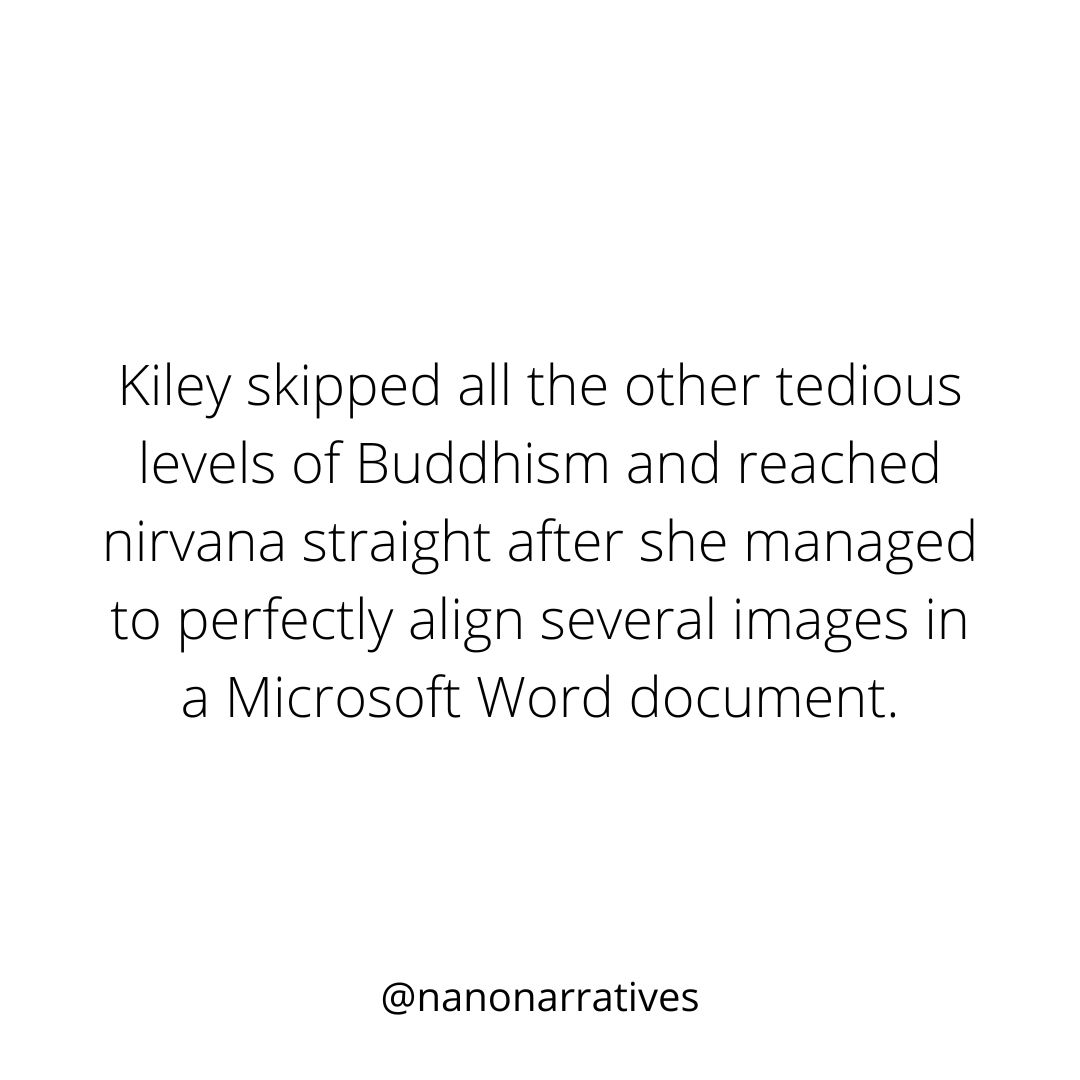 Kiley skipped all the other tedious
levels of Buddhism and reached
nirvana straight after she managed
to perfectly align several images in
a Microsoft Word document.
@nanonarratives